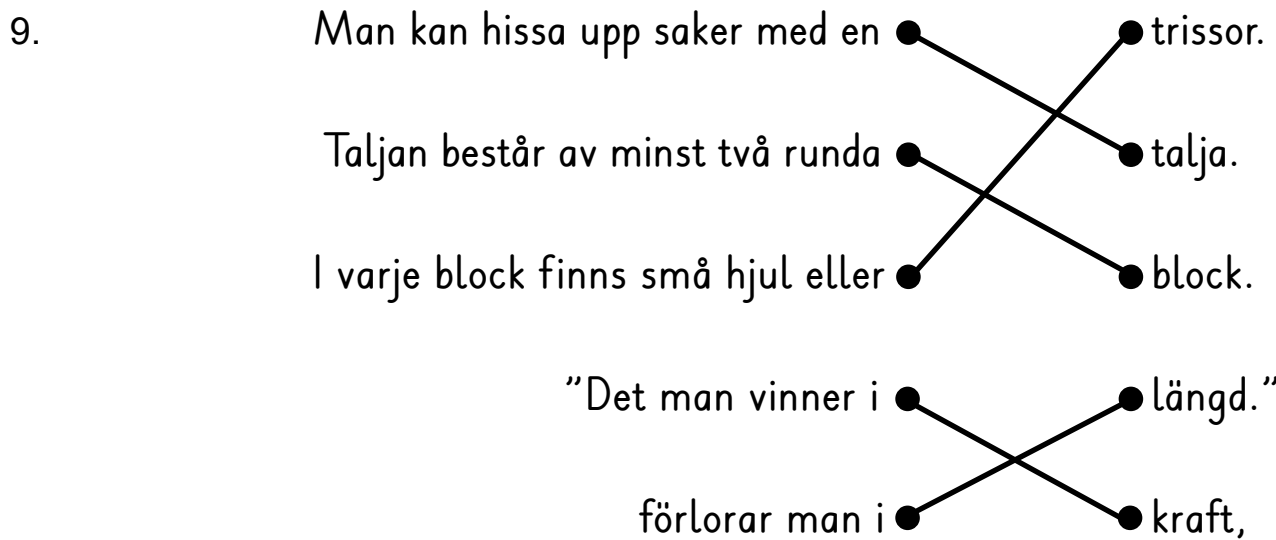 9. Man kan hissa upp saker med en trissor.
Taljan består av minst två runda talja.
I varje block finns små hjul eller block.
”Det man vinner i längd.”
förlorar man i kraft,